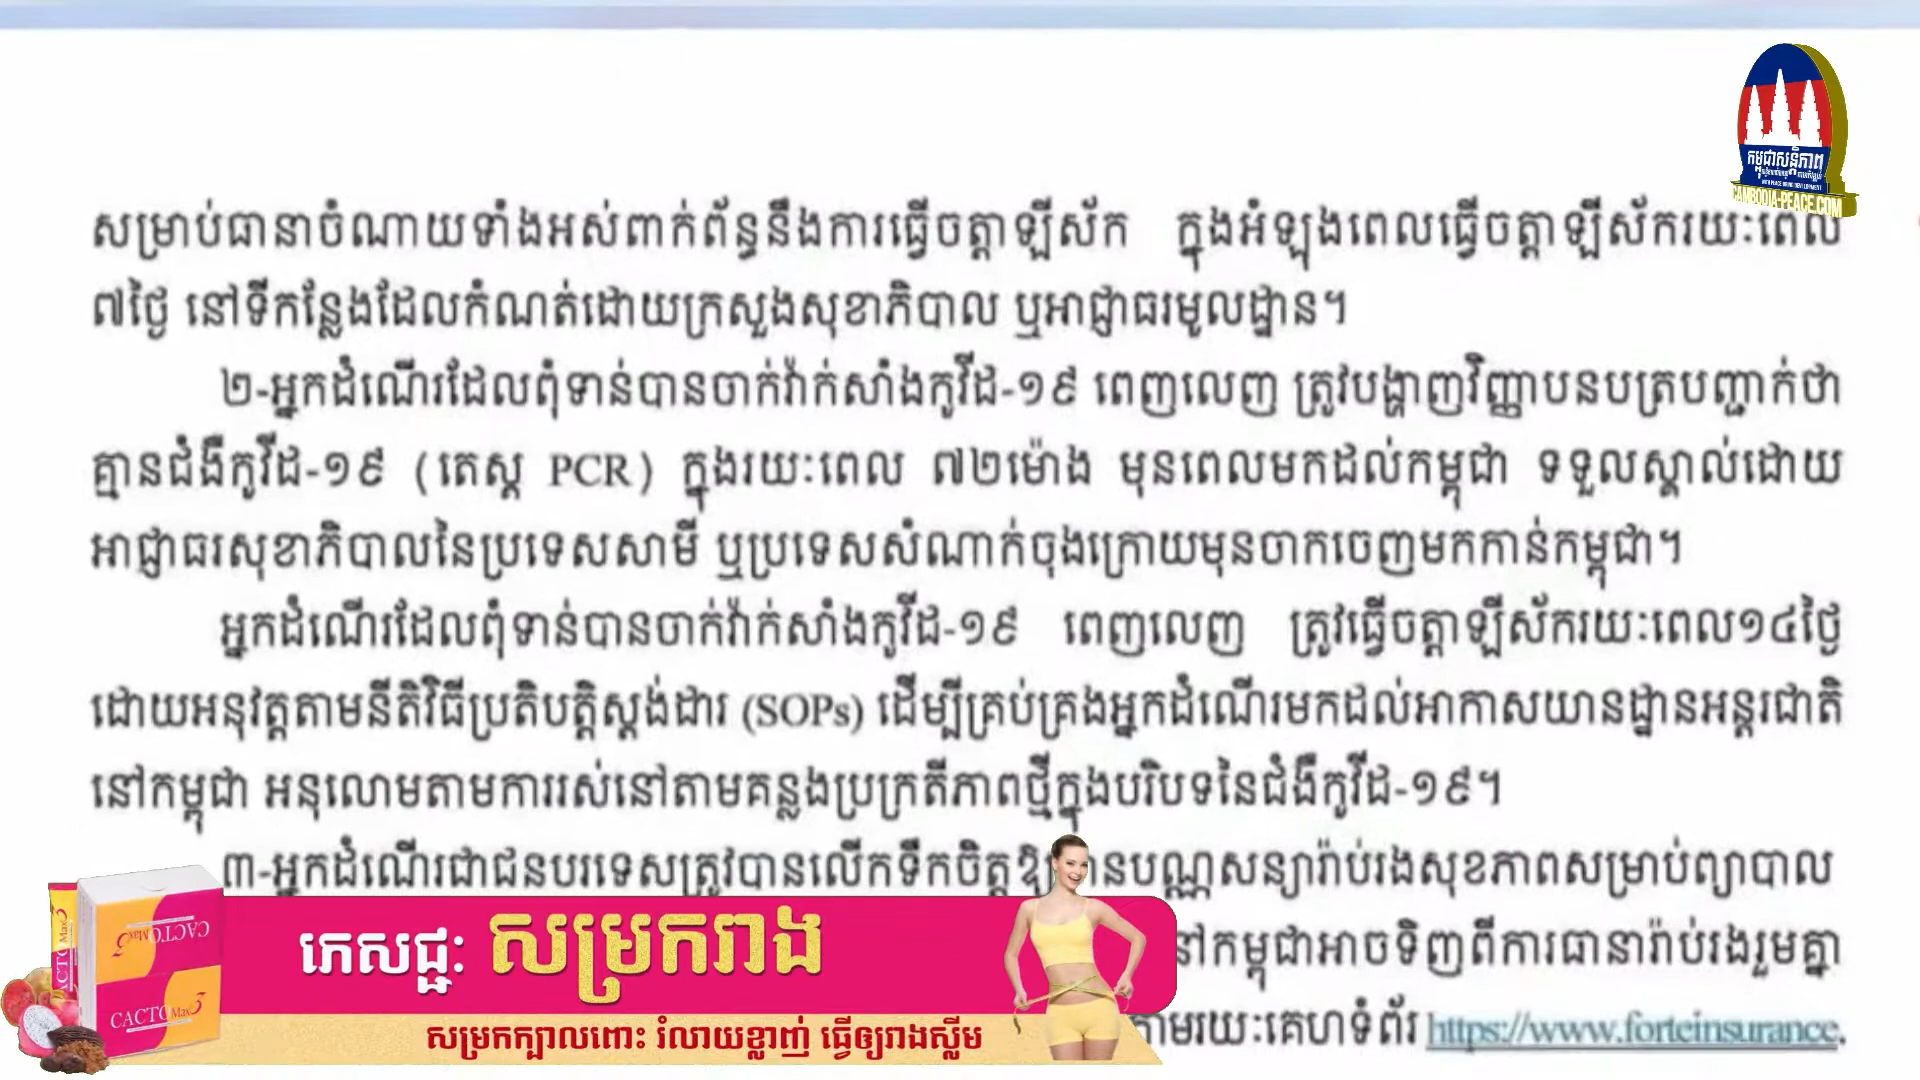 កម្ពុជាសន្តិភាព
CAMBODIA-PEACE.COM
សម្រាប់ធានាចំណាយទាំងអស់ពាក់ព័ន្ធនឹងការធ្វើចត្តាឡីស័ក ក្នុងអំឡុងពេលធ្វើចត្តាឡីស័ករយៈពេល
៧ថ្ងៃ នៅទីកន្លែងដែលកំណត់ដោយក្រសួងសុខាភិបាល ឬអាជ្ញាធរមូលដ្ឋាន។
២-អ្នកដំណើរដែលពុំទាន់បានចាក់វ៉ាក់សាំងកូវីដ-១៩ ពេញលេញ ត្រូវបង្ហាញវិញ្ញាបនបត្របញ្ជាក់ថា
គ្មានជំងឺកូវីដ-១៩ (តេស្ត PCR) ក្នុងរយៈពេល ៧២ម៉ោង មុនពេលមកដល់កម្ពុជា ទទួលស្គាល់ដោយ
អាជ្ញាធរសុខាភិបាលនៃប្រទេសសាមី ឬប្រទេសសំណាក់ចុងក្រោយមុនចាកចេញមកកាន់កម្ពុជា។
អ្នកដំណើរដែលពុំទាន់បានចាក់វ៉ាក់សាំងកូវីដ-១៩ ពេញលេញ ត្រូវធ្វើចត្តាឡីស័ករយៈពេល១៤ថ្ងៃ
ដោយអនុវត្តតាមនីតិវិធីប្រតិបត្តិស្តង់ដារ (SOPs) ដើម្បីគ្រប់គ្រងអ្នកដំណើរមកដល់អាកាសយានដ្ឋានអន្តរជាតិ
នៅកម្ពុជា អនុលោមតាមការរស់នៅតាមគន្លងប្រក្រតីភាពថ្មីក្នុងបរិបទនៃជំងឺកូវីដ-១៩។
៣-អ្នកដំណើរជាជនបរទេសត្រូវបានលើកទឹកចិត្តឱ្យមានបណ្ណសន្យារ៉ាប់រងសុខភាពសម្រាប់ព្យាបាល
នៅកម្ពុជាអាចទិញពីការធានារ៉ាប់រងរួមគ្នា
តាមរយៈគេហទំព័រ https://www.forteinsurance.
ភេសជ្ជៈ សម្រករាង
សម្រកក្បាលពោះ រំលាយខ្លាញ់ ធ្វើឲ្យរាងស្លីម
CACTO Max3
CACTO Max3
CACTO Max3